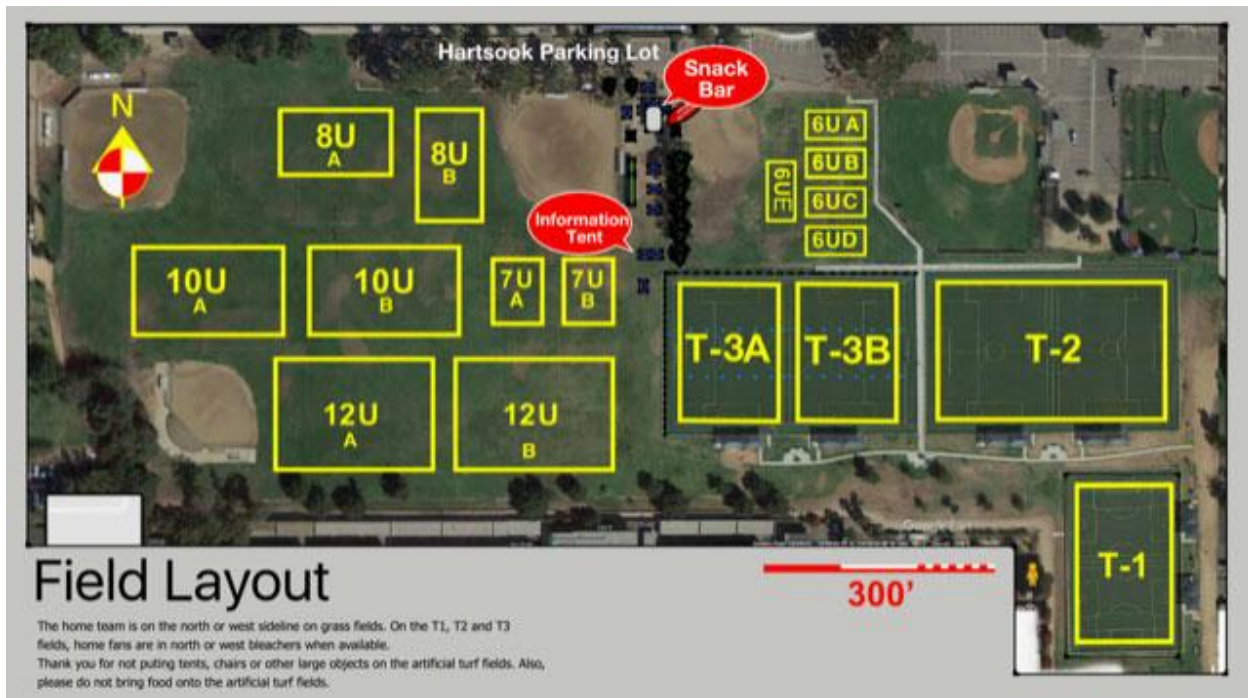 Hartsook Parking Lot
Snack
Bar
N
8U
A
8U
B
6U A
6U B
6UC
6UD
6UE
Information
Tent
10U
A
10U
B
7U
A
7U
B
T-3A
T-3B
T-2
12U
A
12U
B
T-1
Field Layout
300'
The home team is on the north or west sideline on grass fields. On the T1, T2 and T3
fields, home fans are in north or west bleachers when available.
Thank you for not puting tents, chairs or other large objects on the artificial turf fields. Also,
please do not bring food onto the artificial turf fields.